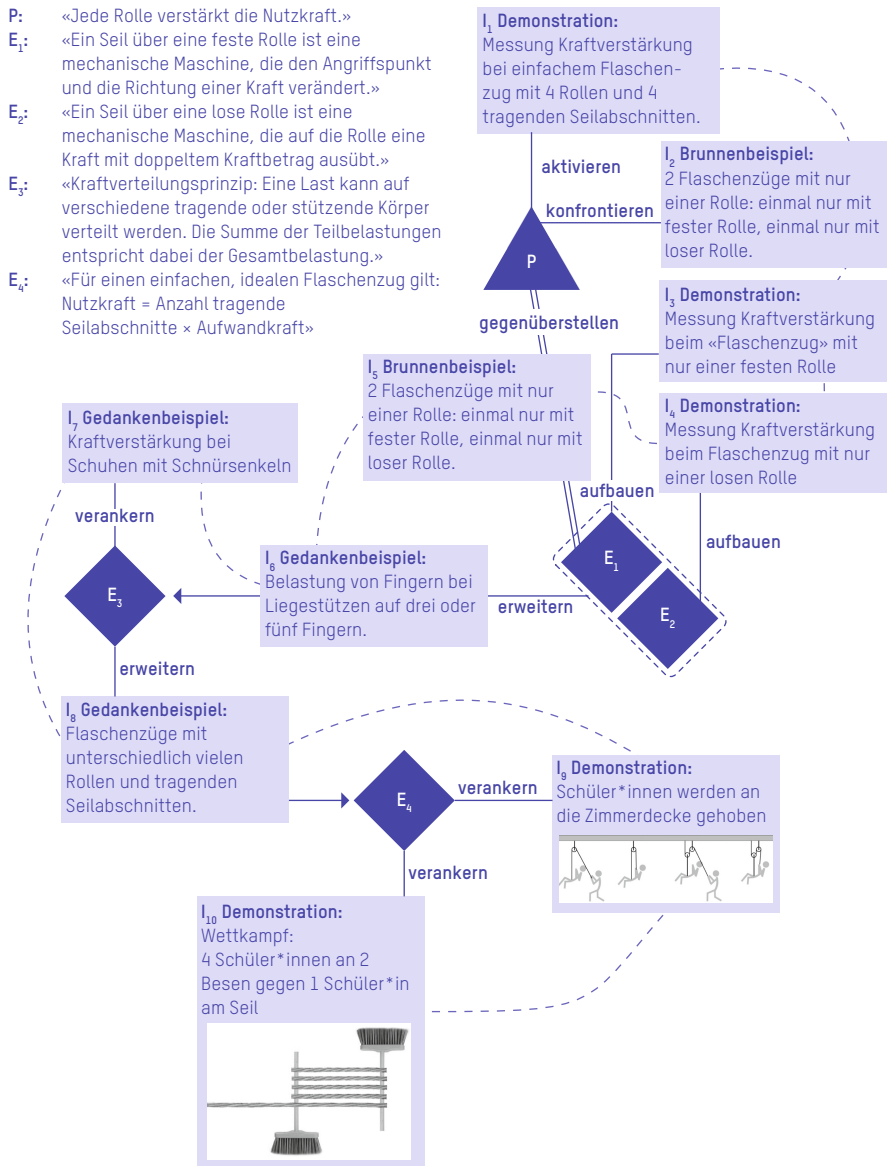 P: «Jede Rolle verstärkt die Nutzkraft.»
E₁: «Ein Seil über eine feste Rolle ist eine
mechanische Maschine, die den Angriffspunkt
und die Richtung einer Kraft verändert.»
E₂: «Ein Seil über eine lose Rolle ist eine
mechanische Maschine, die auf die Rolle eine
Kraft mit doppeltem Kraftbetrag ausübt.»
E₃: «Kraftverteilungsprinzip: Eine Last kann auf
verschiedene tragende oder stützende Körper
verteilt werden. Die Summe der Teilbelastungen
entspricht dabei der Gesamtbelastung.»
E₄: «Für einen einfachen, idealen Flaschenzug gilt:
Nutzkraft = Anzahl tragende
Seilabschnitte × Aufwandkraft»
I₁ Demonstration:
Messung Kraftverstärkung
bei einfachem Flaschen-
zug mit 4 Rollen und 4
tragenden Seilabschnitten.
aktivieren
I₂ Brunnenbeispiel:
2 Flaschenzüge mit nur
einer Rolle: einmal nur mit
fester Rolle, einmal nur mit
loser Rolle.
konfrontieren
P
gegenüberstellen
I₃ Demonstration:
Messung Kraftverstärkung
beim «Flaschenzug» mit
nur einer festen Rolle
I₄ Demonstration:
Messung Kraftverstärkung
beim Flaschenzug mit nur
einer losen Rolle
I₅ Brunnenbeispiel:
2 Flaschenzüge mit nur
einer Rolle: einmal nur mit
fester Rolle, einmal nur mit
loser Rolle.
aufbauen
aufbauen
E₁
E₂
I₇ Gedankenbeispiel:
Kraftverstärkung bei
Schuhen mit Schnürsenkeln
verankern
I₆ Gedankenbeispiel:
Belastung von Fingern bei
Liegestützen auf drei oder
fünf Fingern.
erweitern
E₃
erweitern
I₈ Gedankenbeispiel:
Flaschenzüge mit
unterschiedlich vielen
Rollen und tragenden
Seilabschnitten.
E₄
verankern
I₉ Demonstration:
Schüler*innen werden an
die Zimmerdecke gehoben
verankern
I₁₀ Demonstration:
Wettkampf:
4 Schüler*innen an 2
Besen gegen 1 Schüler*in
am Seil